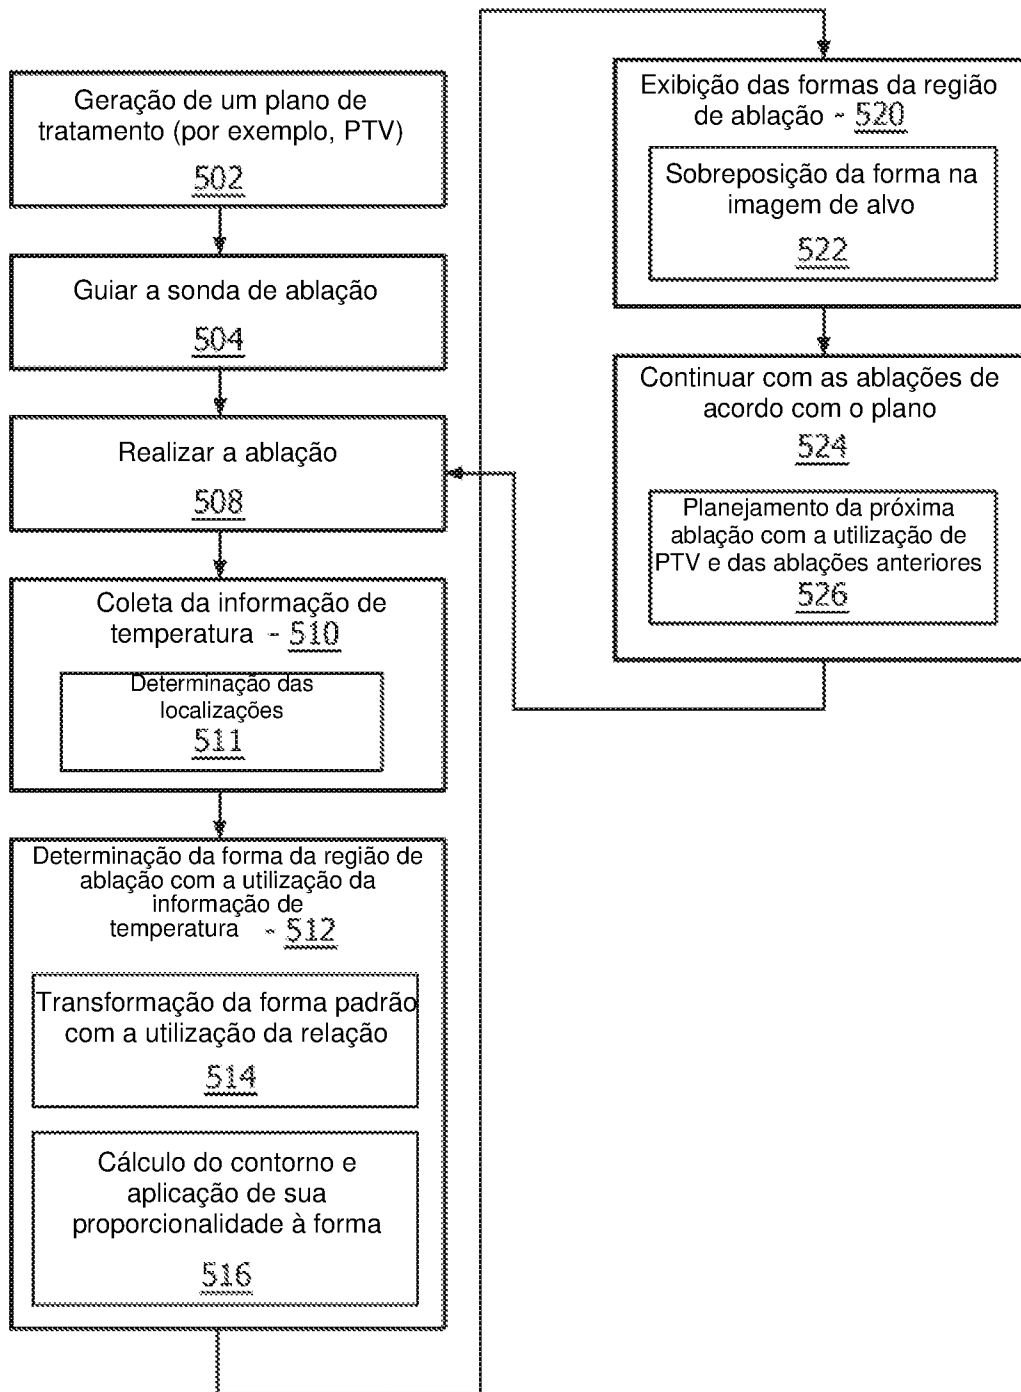 Geração de um plano de
tratamento (por exemplo, PTV)
502
Guiar a sonda de ablação
504
Realizar a ablação
508
Coleta da informação de
temperatura - 510
Determinação das
localizações
511
Determinação da forma da região de
ablação com a utilização da
informação de
temperatura - 512
Transformação da forma padrão
com a utilização da relação
514
Cálculo do contorno e
aplicação de sua
proporcionalidade à forma
516
Exibição das formas da região
de ablação - 520
Sobreposição da forma na
imagem de alvo
522
Continuar com as ablações de
acordo com o plano
524
Planejamento da próxima
ablação com a utilização de
PTV e das ablações anteriores
526